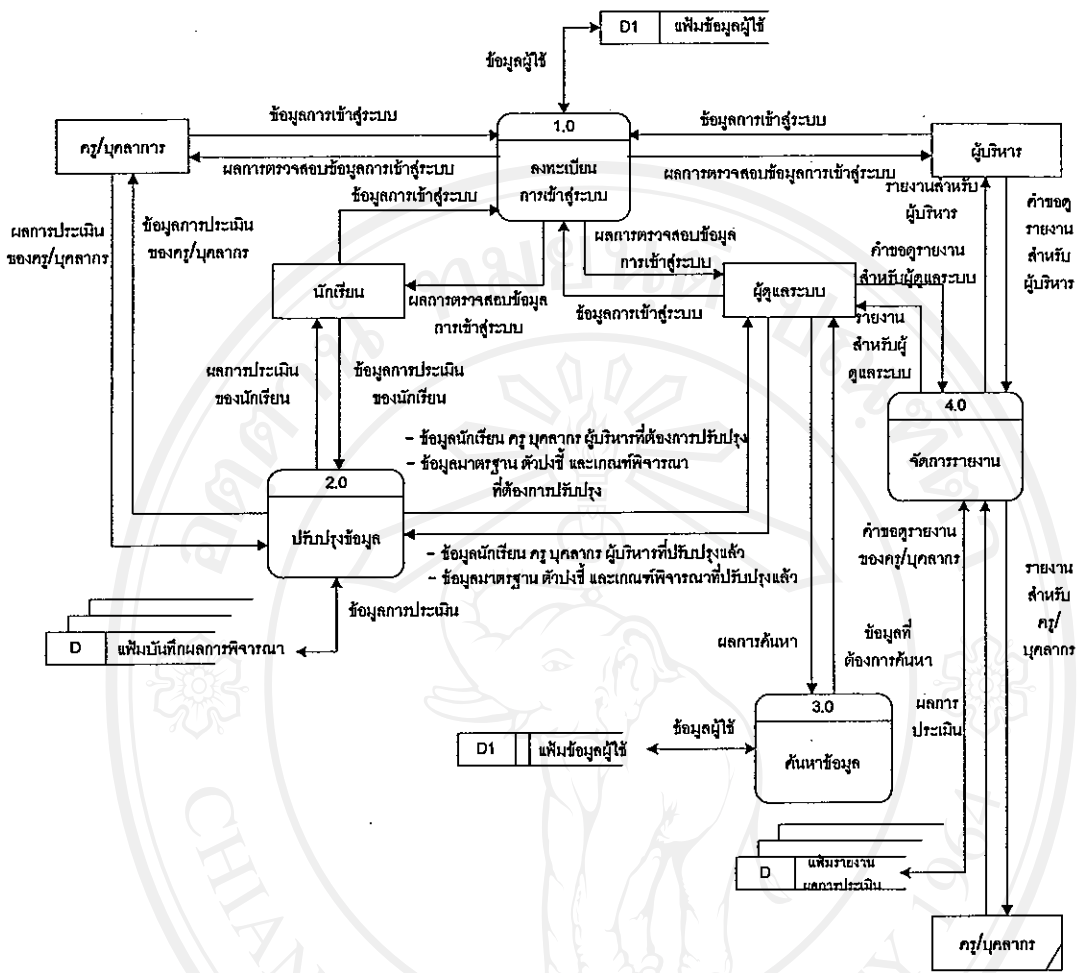 D1 แฟ้มข้อมูลผู้ใช้
ข้อมูลผู้ใช้
ข้อมูลการเข้าสู่ระบบ
1.0
ข้อมูลการเข้าสู่ระบบ
ครู/บุคลาการ
ผู้บริหาร
ผลการตรวจสอบข้อมูลการเข้าสู่ระบบ
ลงทะเบียน
การเข้าสู่ระบบ
ผลการตรวจสอบข้อมูลการเข้าสู่ระบบ
ข้อมูลการเข้าสู่ระบบ
รายงานสำหรับ
ผู้บริหาร
คำขอดู
รายงาน
สำหรับ
ผู้บริหาร
ผลการประเมิน
ของครู/บุคลากร
ข้อมูลการประเมิน
ของครู/บุคลากร
ผลการตรวจสอบข้อมูล
การเข้าสู่ระบบ
คำขอดูรายงาน
สำหรับผู้ดูแลระบบ
นักเรียน
ผลการตรวจสอบข้อมูล
การเข้าสู่ระบบ
ข้อมูลการเข้าสู่ระบบ
ผู้ดูแลระบบ
รายงาน
สำหรับผู้
ดูแลระบบ
ผลการประเมิน
ของนักเรียน
ข้อมูลการประเมิน
ของนักเรียน
4.0
จัดการรายงาน
- ข้อมูลนักเรียน ครู บุคลากร ผู้บริหารที่ต้องการปรับปรุง
- ข้อมูลมาตรฐาน ตัวบ่งชี้ และเกณฑ์พิจารณา
ที่ต้องการปรับปรุง
2.0
ปรับปรุงข้อมูล
- ข้อมูลนักเรียน ครู บุคลากร ผู้บริหารที่ปรับปรุงแล้ว
- ข้อมูลมาตรฐาน ตัวบ่งชี้ และเกณฑ์พิจารณาที่ปรับปรุงแล้ว
คำขอดูรายงาน
ของครู/บุคลากร
รายงาน
สำหรับ
ครู/
บุคลากร
ข้อมูลการประเมิน
D แฟ้มบันทึกผลการพิจารณา
ผลการค้นหา
ข้อมูลที่
ต้องการค้นหา
ผลการ
ประเมิน
3.0
ค้นหาข้อมูล
D1 แฟ้มข้อมูลผู้ใช้
ข้อมูลผู้ใช้
D แฟ้มรายงาน
ผลการประเมิน
ครู/บุคลากร